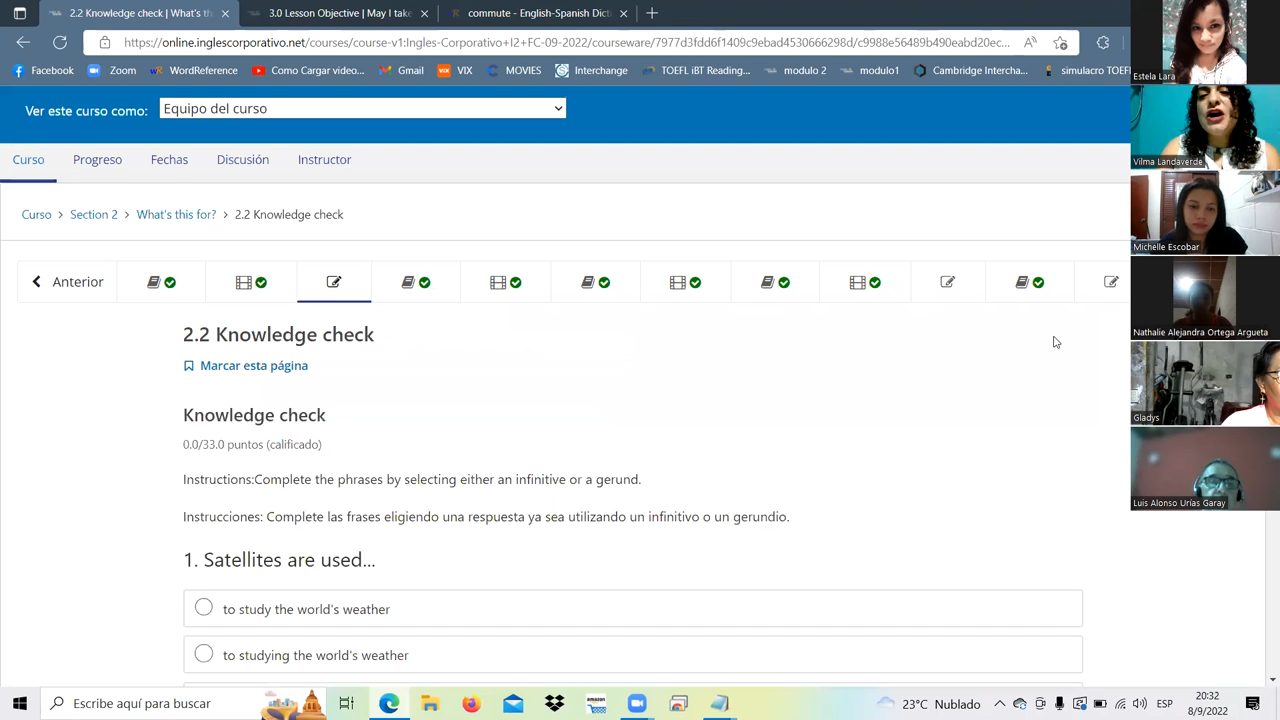 2.2 Knowledge check | What's th
3.0 Lesson Objective | May I take
commute - English-Spanish Dict
https://online.inglescorporativo.net/courses/course-v1:Ingles-Corporativo+I2+FC-09-2022/courseware/7977d3fdd6f1409c9ebad4530666298d/c9988e56489b490eabd20ec...
Facebook
Zoom
WordReference
Como Cargar video...
Gmail
VIX
MOVIES
Interchange
TOEFL iBT Reading...
modulo 2
modulo I
Cambridge Intercha...
simulacro TOEF
Ver este curso como:
Equipo del curso
Curso
Progreso
Fechas
Discusión
Instructor
Curso > Section 2 > What's this for? > 2.2 Knowledge check
Anterior
2.2 Knowledge check
Marcar esta página
Knowledge check
0.0/33.0 puntos (calificado)
Instructions:Complete the phrases by selecting either an infinitive or a gerund.
Instrucciones: Complete las frases eligiendo una respuesta ya sea utilizando un infinitivo o un gerundio.
1. Satellites are used...
to study the world's weather
to studying the world's weather
Estela Lara
Vilma Landaverde
Michelle Escobar
Nathalie Alejandra Ortega Argueta
Gladys
Luis Alonso Urías Garay
Escribe aquí para buscar
23°C Nublado
ESP
20:32
8/9/2022